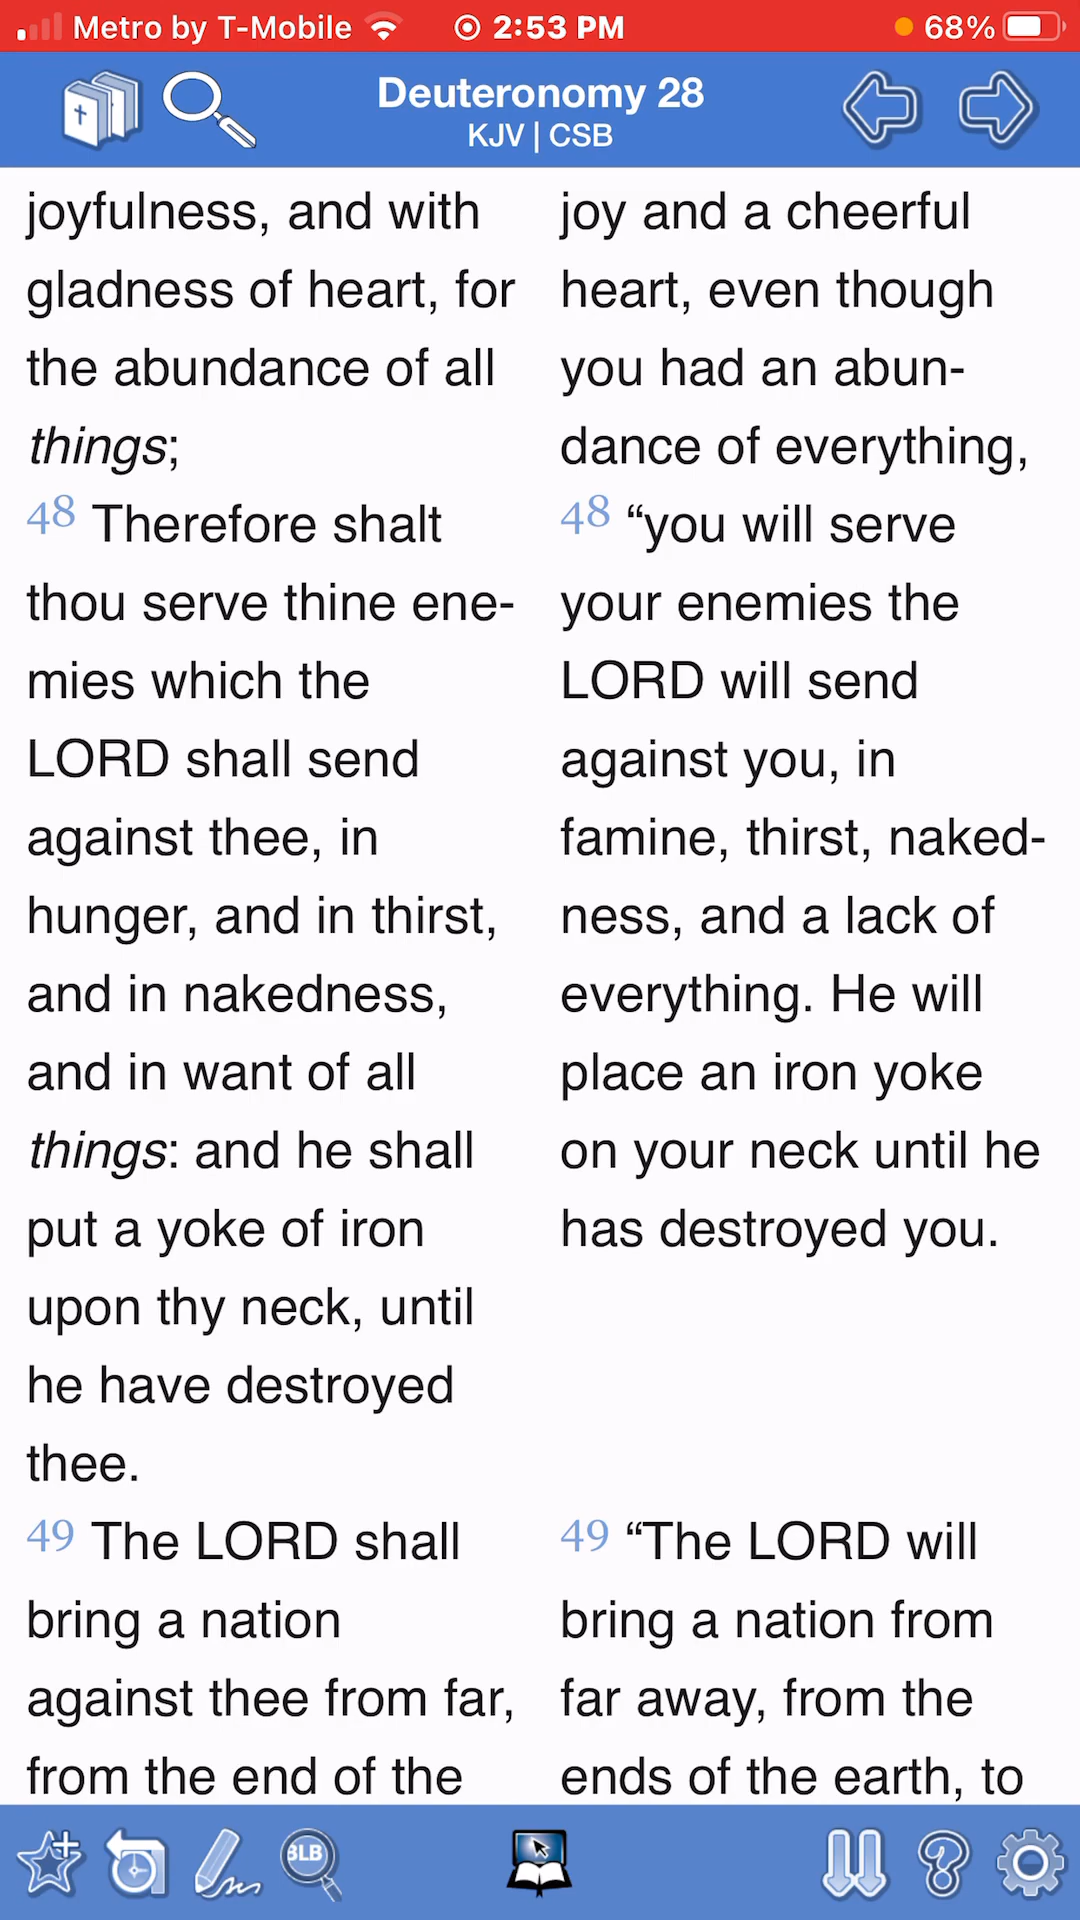 Metro by T-Mobile 2:53 PM 68%
Deuteronomy 28
KJV | CSB
joyfulness, and with
gladness of heart, for
the abundance of all
things;
48 Therefore shalt
thou serve thine ene-
mies which the
LORD shall send
against thee, in
hunger, and in thirst,
and in nakedness,
and in want of all
things: and he shall
put a yoke of iron
upon thy neck, until
he have destroyed
thee.
49 The LORD shall
bring a nation
against thee from far,
from the end of the
joy and a cheerful
heart, even though
you had an abun-
dance of everything,
48 “you will serve
your enemies the
LORD will send
against you, in
famine, thirst, naked-
ness, and a lack of
everything. He will
place an iron yoke
on your neck until he
has destroyed you.
49 “The LORD will
bring a nation from
far away, from the
ends of the earth, to
BLB